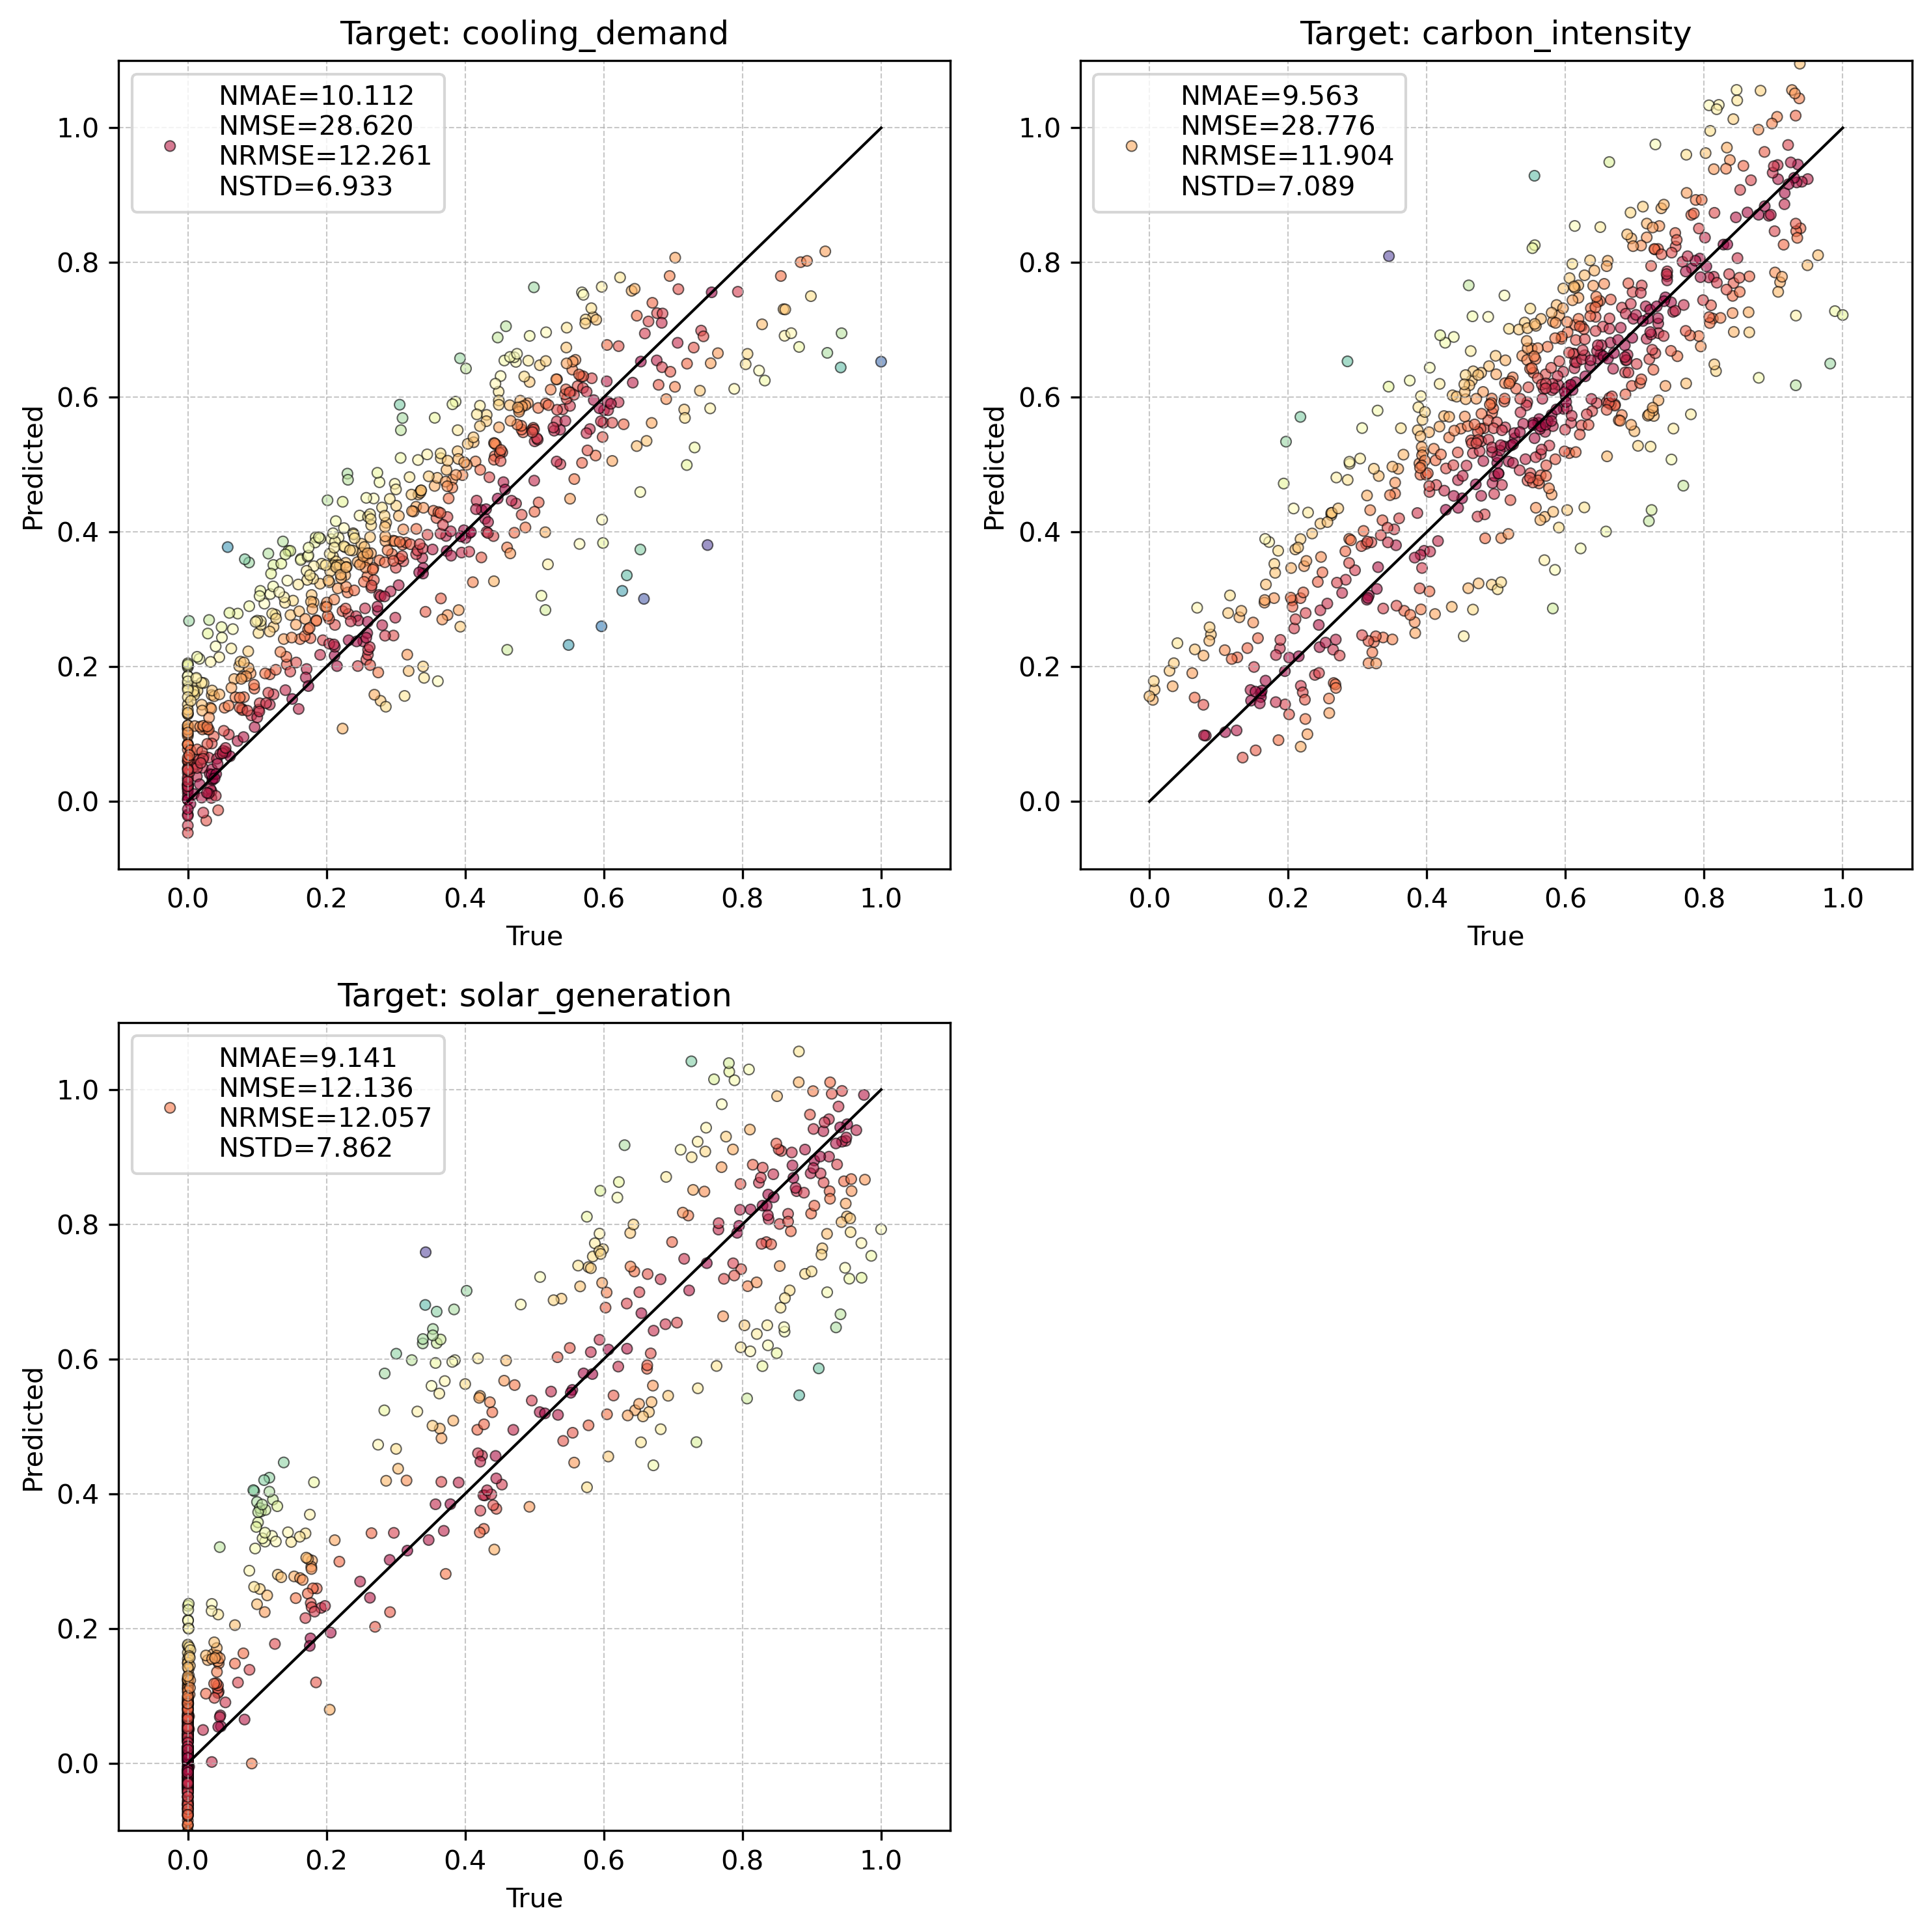 Target: cooling_demand
NMAE=10.112
NMSE=28.620
NRMSE=12.261
NSTD=6.933
1.0
0.8
0.6
0.4
0.2
0.0
Predicted
0.0 0.2 0.4 0.6 0.8 1.0
True
Target: carbon_intensity
NMAE=9.563
NMSE=28.776
NRMSE=11.904
NSTD=7.089
1.0
0.8
0.6
0.4
0.2
0.0
Predicted
0.0 0.2 0.4 0.6 0.8 1.0
True
Target: solar_generation
NMAE=9.141
NMSE=12.136
NRMSE=12.057
NSTD=7.862
1.0
0.8
0.6
0.4
0.2
0.0
Predicted
0.0 0.2 0.4 0.6 0.8 1.0
True